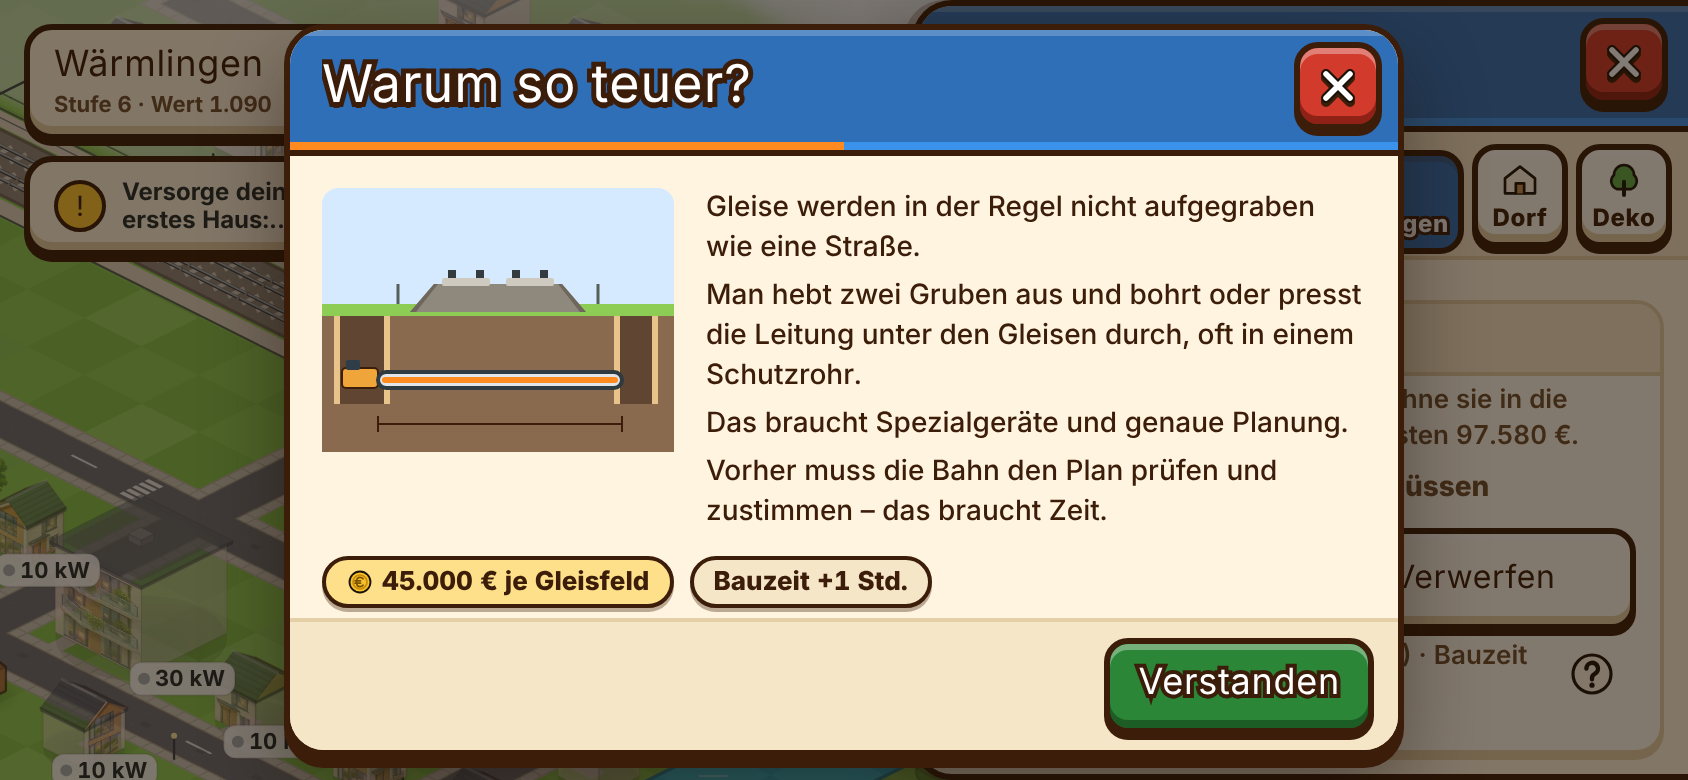 Wärmlingen
Stufe 6 · Wert 1.090
!
Versorge dein
erstes Haus:...
Warum so teuer?
Gleise werden in der Regel nicht aufgegraben
wie eine Straße.
Man hebt zwei Gruben aus und bohrt oder presst
die Leitung unter den Gleisen durch, oft in einem
Schutzrohr.
Das braucht Spezialgeräte und genaue Planung.
Vorher muss die Bahn den Plan prüfen und
zustimmen – das braucht Zeit.
45.000 € je Gleisfeld
Bauzeit +1 Std.
Verstanden
gen
Dorf
Deko
hne sie in die
sten 97.580 €.
üssen
Verwerfen
) · Bauzeit
?
10 kW
30 kW
10
10 kW